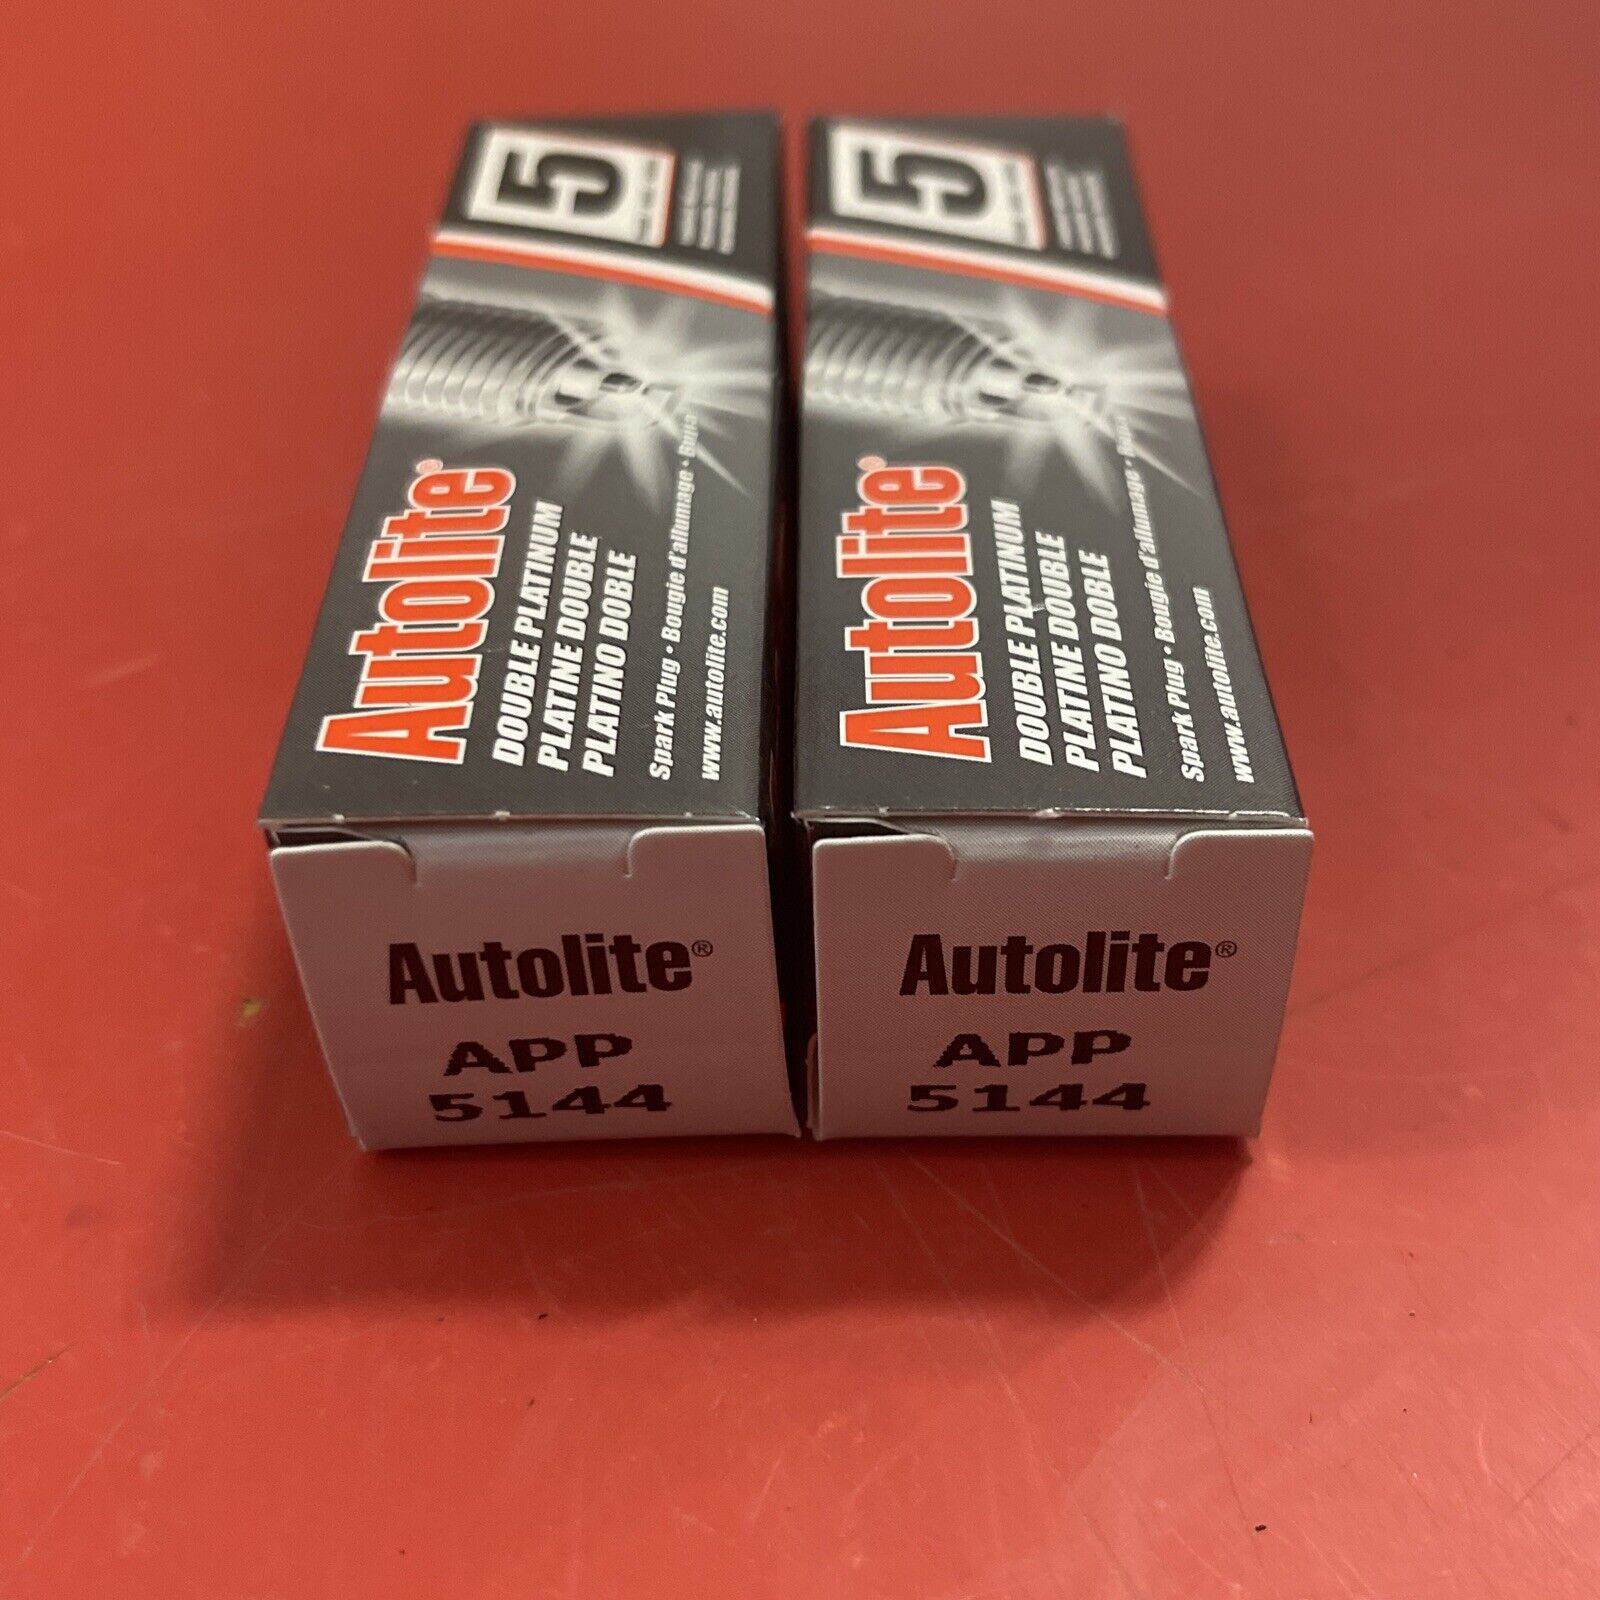 5
Autolite®
DOUBLE PLATINUM
PLATINE DOUBLE
PLATINO DOBLE
Spark Plug • Bougie d'allumage • Bujía
www.autolite.com
Autolite®
APP
5144
5
Autolite®
DOUBLE PLATINUM
PLATINE DOUBLE
PLATINO DOBLE
Spark Plug • Bougie d'allumage • Bujía
www.autolite.com
Autolite®
APP
5144